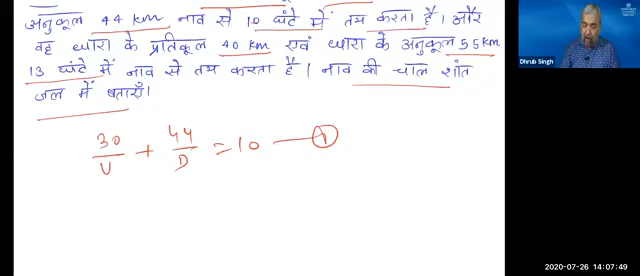 अनुकूल 44 km नाव से 10 घंटे में तय करता है। और
वह धारा के प्रतिकूल 40 km एवं धारा के अनुकूल 55 km
13 घंटे में नाव से तय करता है। नाव की चाल शांत
जल में बताएँ।
30/U + 44/D = 10 — 1
Dhrub Singh
2020-07-26 14:07:49